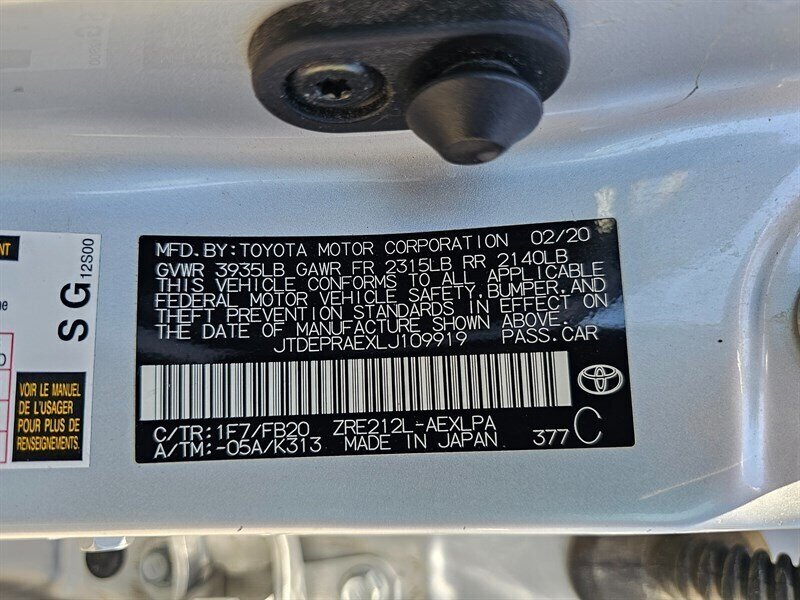 MFD. BY: TOYOTA MOTOR CORPORATION 02/20
GVWR 3935LB GAWR FR 2315LB RR 2140LB
THIS VEHICLE CONFORMS TO ALL APPLICABLE
FEDERAL MOTOR VEHICLE SAFETY, BUMPER, AND
THEFT PREVENTION STANDARDS IN EFFECT ON
THE DATE OF MANUFACTURE SHOWN ABOVE.
JTDEPRAEXLJ109919 PASS. CAR
C/TR: 1F7/FB20 ZRE212L-AEXLPA
A/TM: -05A/K313 MADE IN JAPAN 377 C
SG 12S00
VOIR LE MANUEL
DE L'USAGER
POUR PLUS DE
RENSEIGNEMENTS